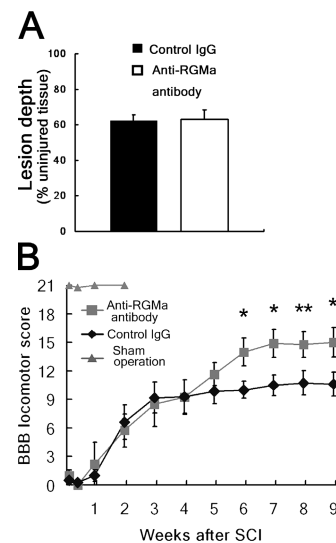 A
Control IgG
Anti-RGMa
antibody
Lesion depth
(% uninjured tissue)
100
80
60
40
20
0
B
BBB locomotor score
21
18
15
12
9
6
3
0
Anti-RGMa
antibody
Control IgG
Sham
operation
* * ** *
1 2 3 4 5 6 7 8 9
Weeks after SCI